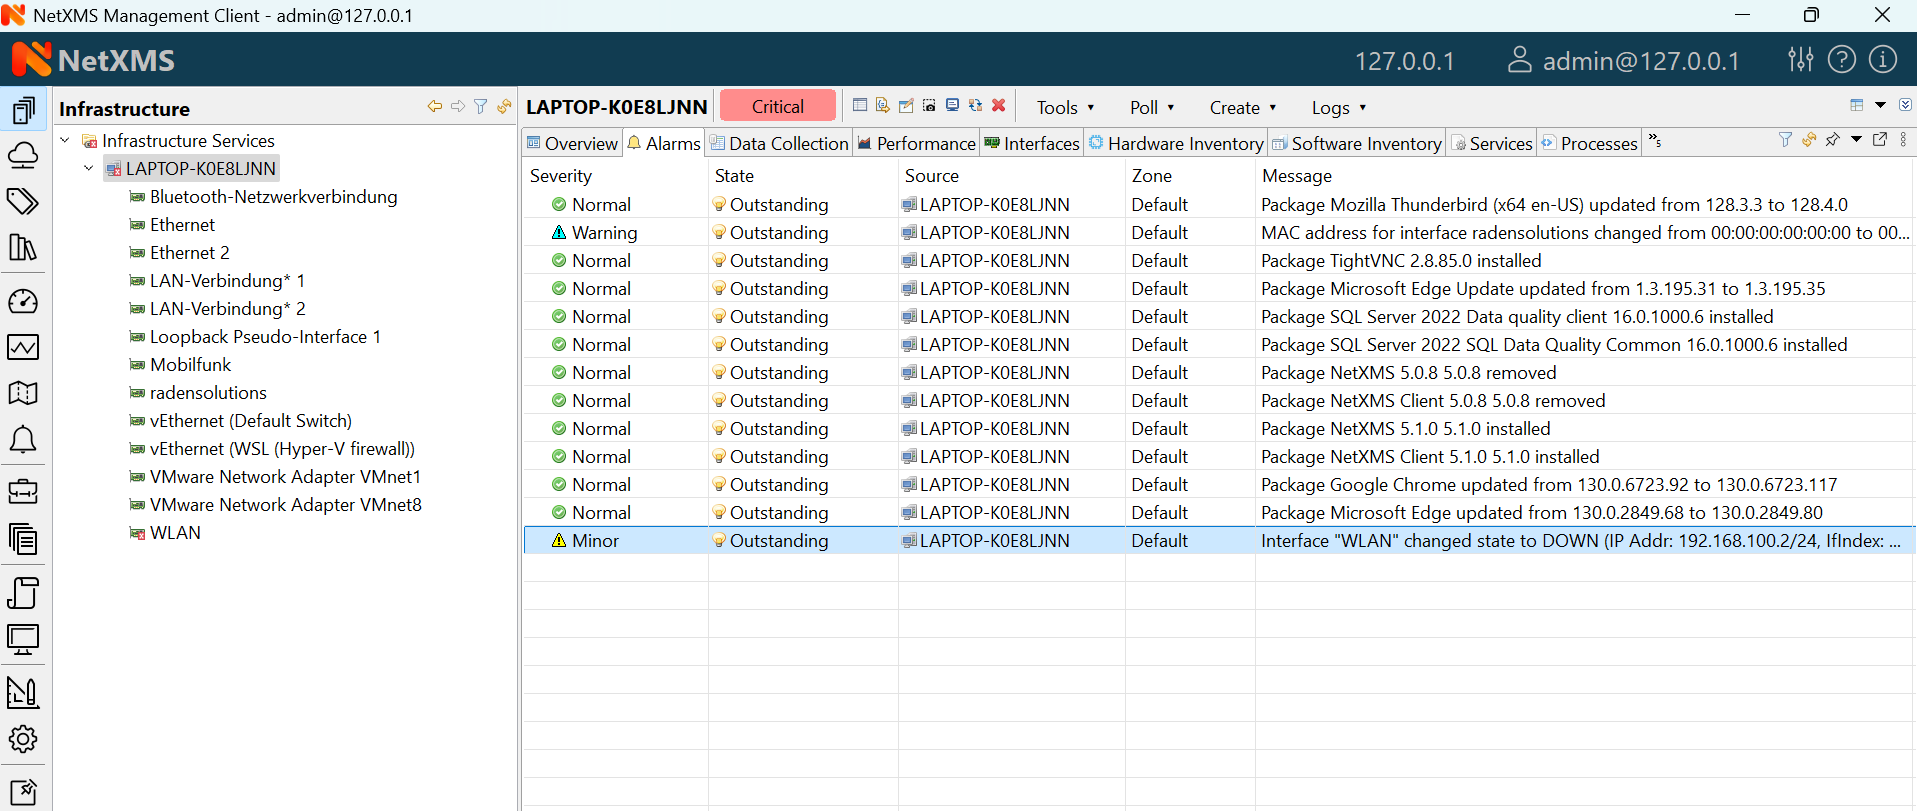 NetXMS Management Client - admin@127.0.0.1
NetXMS
127.0.0.1
admin@127.0.0.1
Infrastructure
Infrastructure Services
LAPTOP-K0E8LJNN
Bluetooth-Netzwerkverbindung
Ethernet
Ethernet 2
LAN-Verbindung* 1
LAN-Verbindung* 2
Loopback Pseudo-Interface 1
Mobilfunk
radensolutions
vEthernet (Default Switch)
vEthernet (WSL (Hyper-V firewall))
VMware Network Adapter VMnet1
VMware Network Adapter VMnet8
WLAN
LAPTOP-K0E8LJNN Critical Tools Poll Create Logs
Overview Alarms Data Collection Performance Interfaces Hardware Inventory Software Inventory Services Processes »5
Severity State Source Zone Message
Normal Outstanding LAPTOP-K0E8LJNN Default Package Mozilla Thunderbird (x64 en-US) updated from 128.3.3 to 128.4.0
Warning Outstanding LAPTOP-K0E8LJNN Default MAC address for interface radensolutions changed from 00:00:00:00:00:00 to 00...
Normal Outstanding LAPTOP-K0E8LJNN Default Package TightVNC 2.8.85.0 installed
Normal Outstanding LAPTOP-K0E8LJNN Default Package Microsoft Edge Update updated from 1.3.195.31 to 1.3.195.35
Normal Outstanding LAPTOP-K0E8LJNN Default Package SQL Server 2022 Data quality client 16.0.1000.6 installed
Normal Outstanding LAPTOP-K0E8LJNN Default Package SQL Server 2022 SQL Data Quality Common 16.0.1000.6 installed
Normal Outstanding LAPTOP-K0E8LJNN Default Package NetXMS 5.0.8 5.0.8 removed
Normal Outstanding LAPTOP-K0E8LJNN Default Package NetXMS Client 5.0.8 5.0.8 removed
Normal Outstanding LAPTOP-K0E8LJNN Default Package NetXMS 5.1.0 5.1.0 installed
Normal Outstanding LAPTOP-K0E8LJNN Default Package NetXMS Client 5.1.0 5.1.0 installed
Normal Outstanding LAPTOP-K0E8LJNN Default Package Google Chrome updated from 130.0.6723.92 to 130.0.6723.117
Normal Outstanding LAPTOP-K0E8LJNN Default Package Microsoft Edge updated from 130.0.2849.68 to 130.0.2849.80
Minor Outstanding LAPTOP-K0E8LJNN Default Interface "WLAN" changed state to DOWN (IP Addr: 192.168.100.2/24, IfIndex: ...